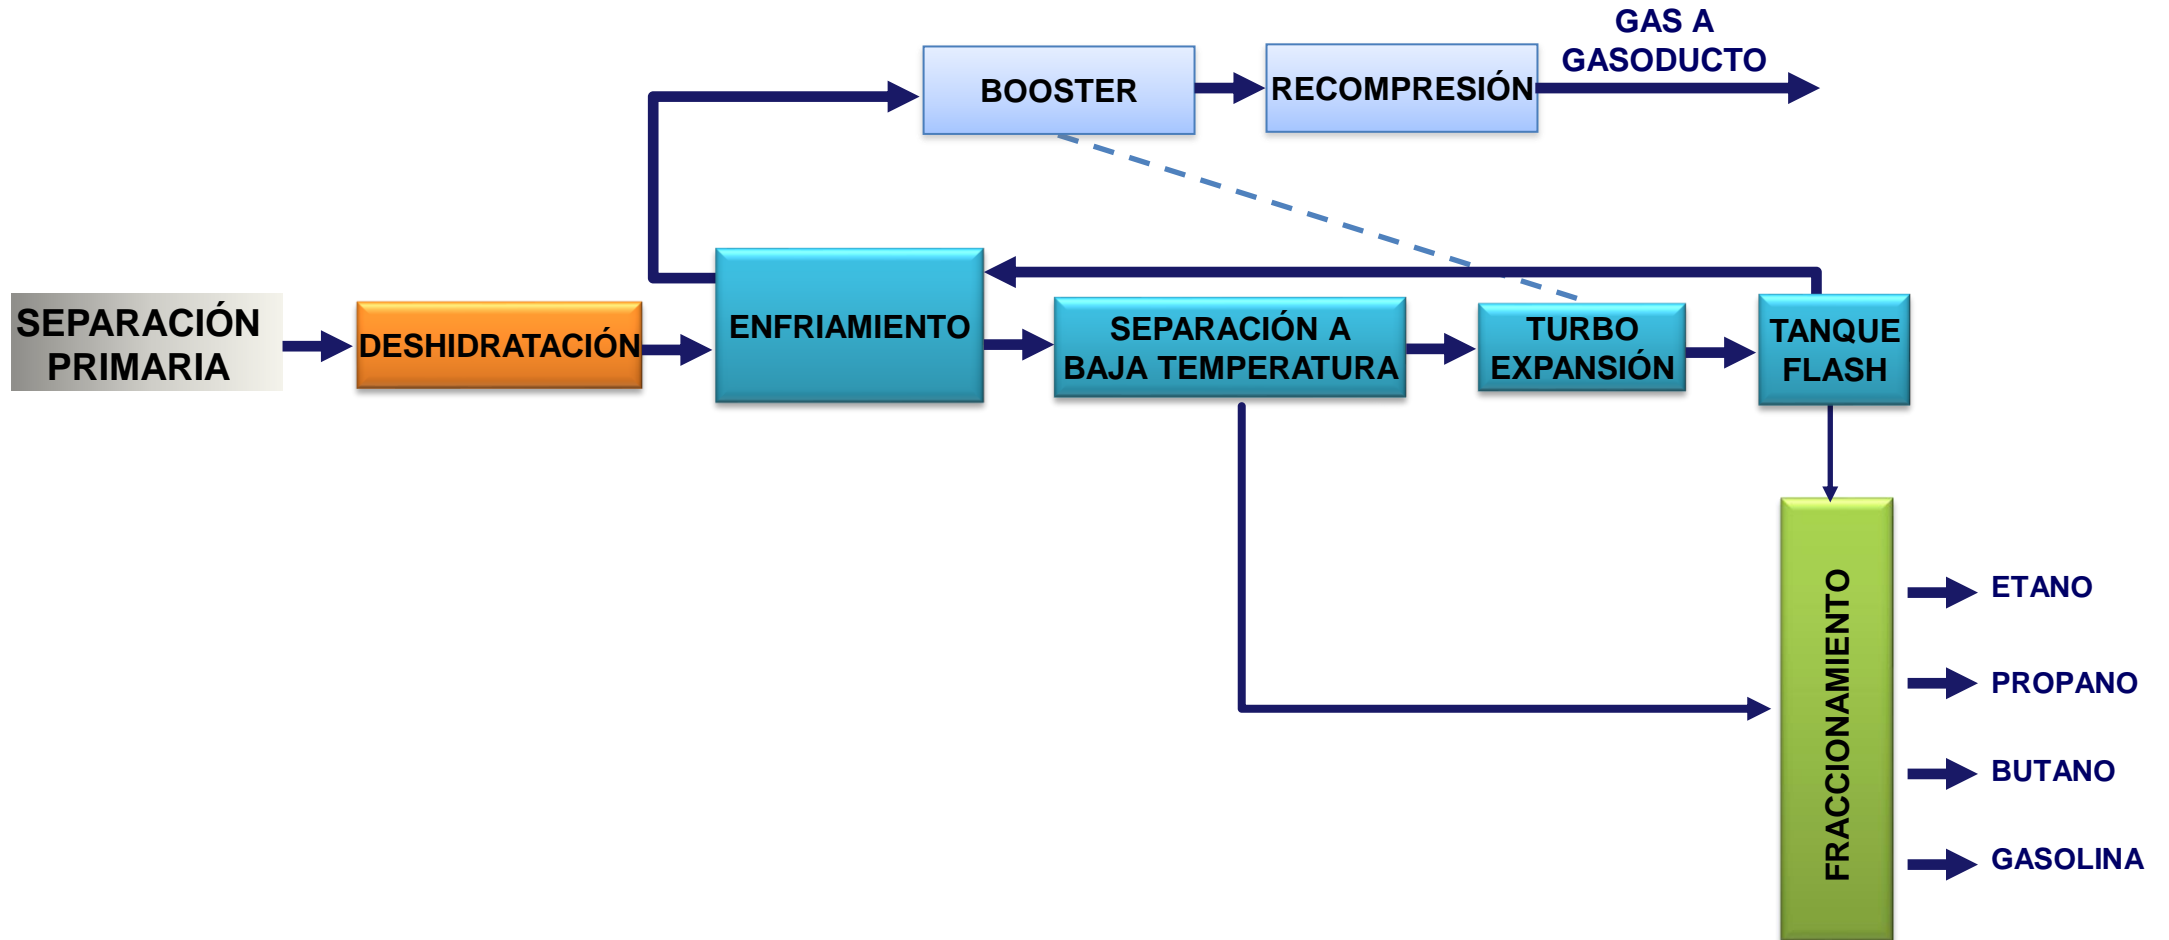 GAS A
GASODUCTO
BOOSTER
RECOMPRESIÓN
SEPARACIÓN
PRIMARIA
DESHIDRATACIÓN
ENFRIAMIENTO
SEPARACIÓN A
BAJA TEMPERATURA
TURBO
EXPANSIÓN
TANQUE
FLASH
FRACCIONAMIENTO
ETANO
PROPANO
BUTANO
GASOLINA